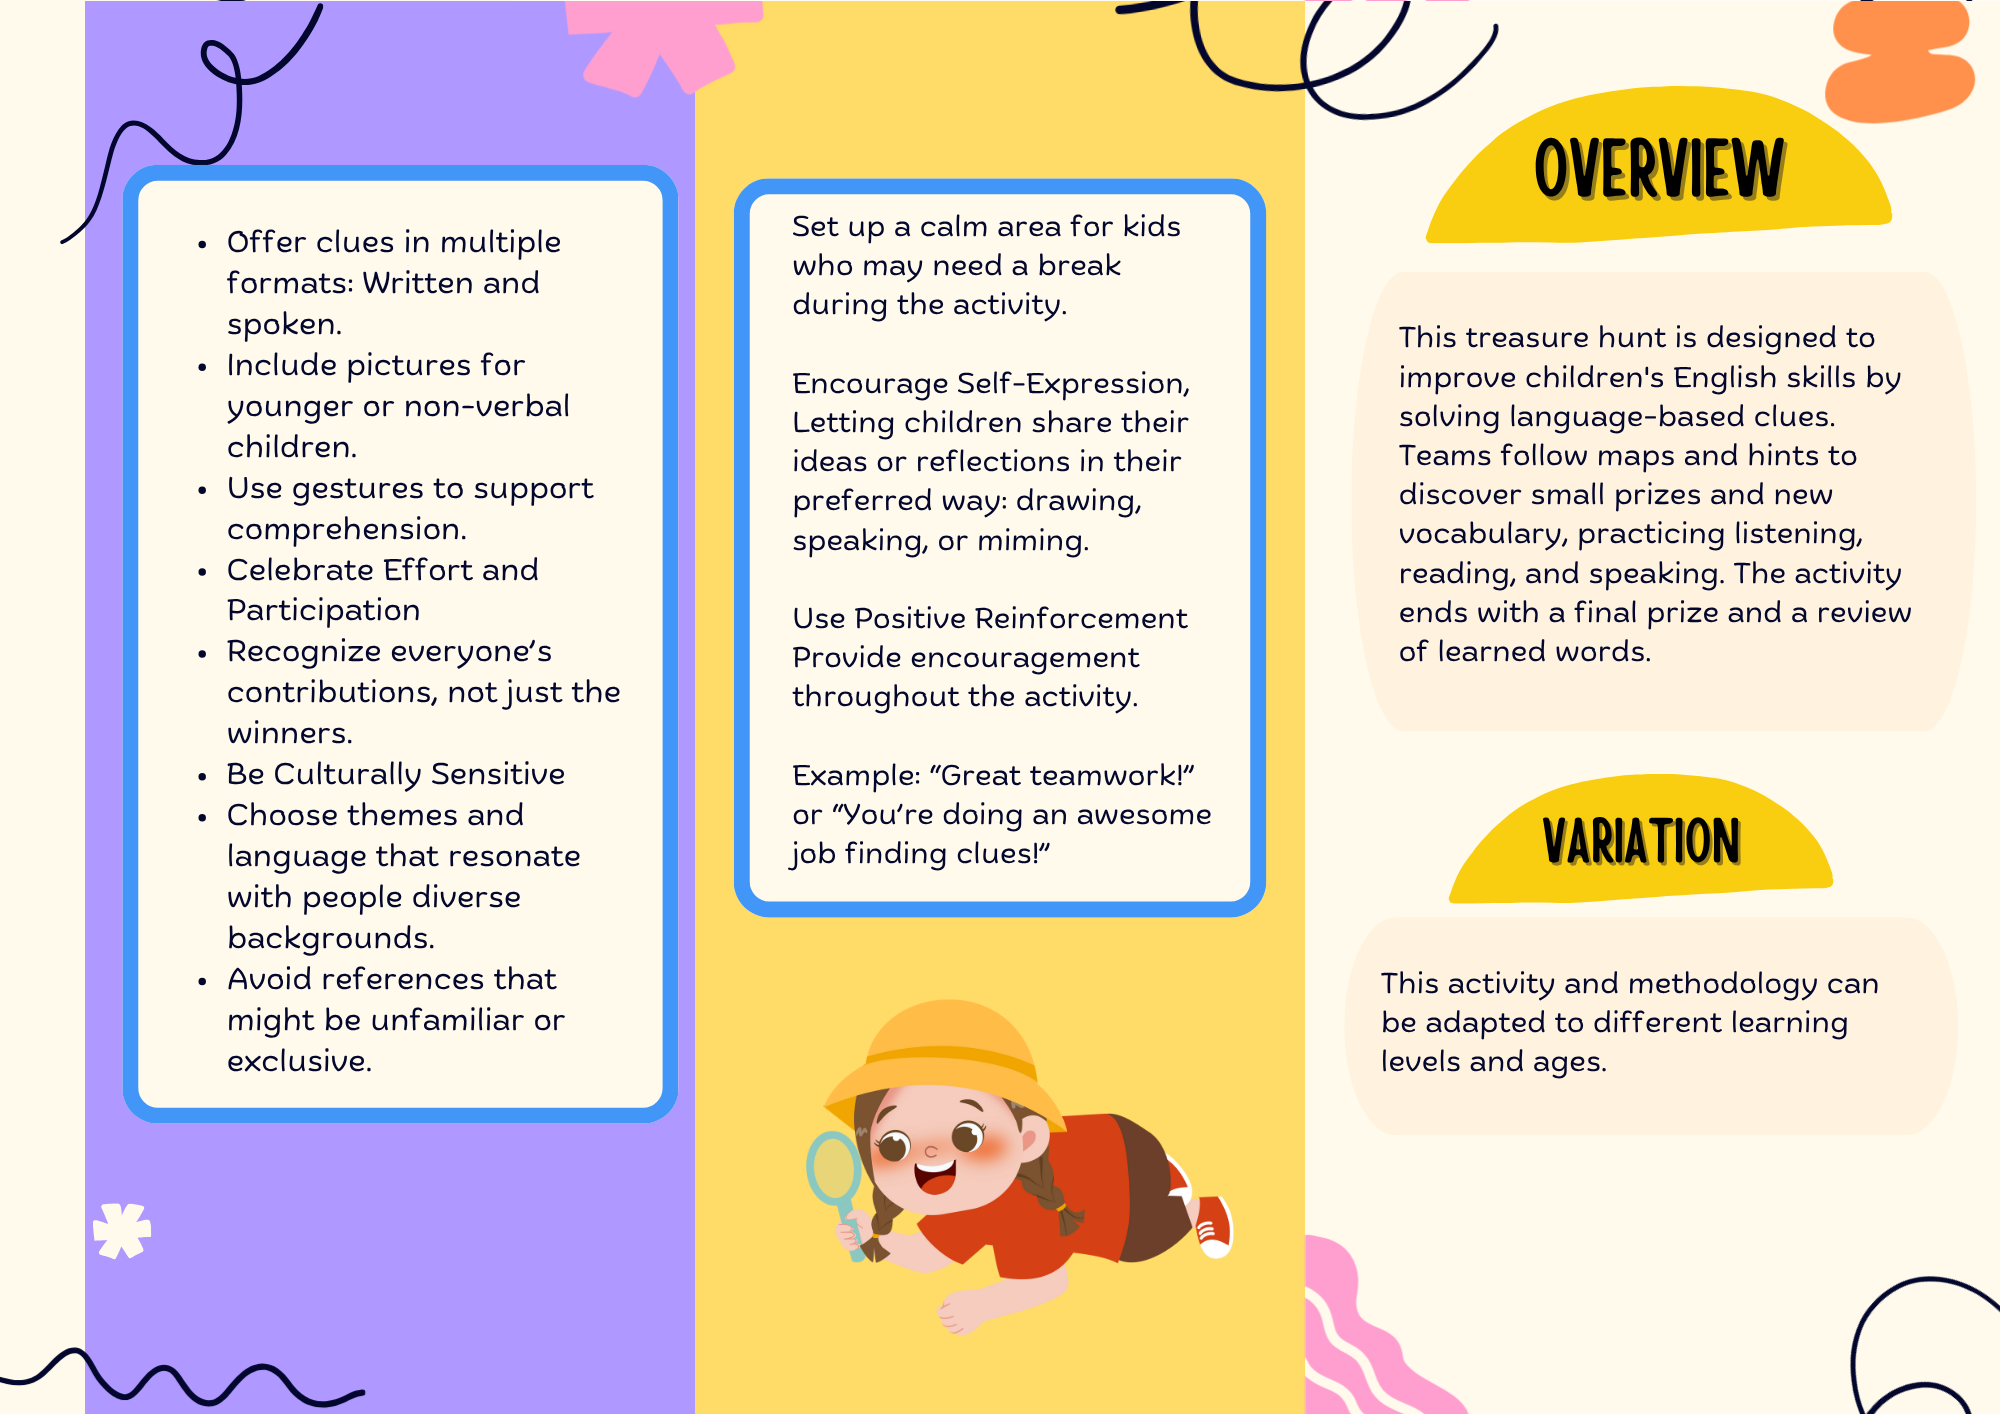 • Offer clues in multiple
formats: Written and
spoken.
• Include pictures for
younger or non-verbal
children.
• Use gestures to support
comprehension.
• Celebrate Effort and
Participation
• Recognize everyone’s
contributions, not just the
winners.
• Be Culturally Sensitive
• Choose themes and
language that resonate
with people diverse
backgrounds.
• Avoid references that
might be unfamiliar or
exclusive.
Set up a calm area for kids
who may need a break
during the activity.
Encourage Self-Expression,
Letting children share their
ideas or reflections in their
preferred way: drawing,
speaking, or miming.
Use Positive Reinforcement
Provide encouragement
throughout the activity.
Example: “Great teamwork!”
or “You’re doing an awesome
job finding clues!”
OVERVIEW
This treasure hunt is designed to
improve children's English skills by
solving language-based clues.
Teams follow maps and hints to
discover small prizes and new
vocabulary, practicing listening,
reading, and speaking. The activity
ends with a final prize and a review
of learned words.
VARIATION
This activity and methodology can
be adapted to different learning
levels and ages.